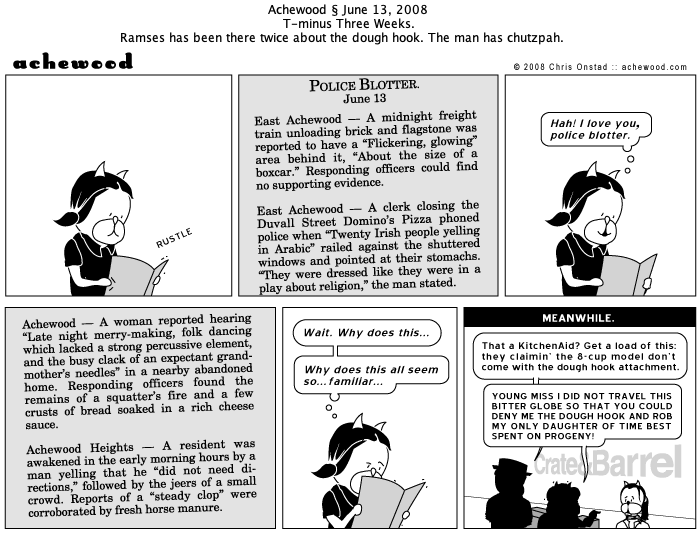 Achewood § June 13, 2008
T-minus Three Weeks.
Ramses has been there twice about the dough hook. The man has chutzpah.
achewood
© 2008 Chris Onstad :: achewood.com
RUSTLE
POLICE BLOTTER.
June 13
East Achewood — A midnight freight
train unloading brick and flagstone was
reported to have a “Flickering, glowing”
area behind it, “About the size of a
boxcar.” Responding officers could find
no supporting evidence.
East Achewood — A clerk closing the
Duvall Street Domino's Pizza phoned
police when “Twenty Irish people yelling
in Arabic” railed against the shuttered
windows and pointed at their stomachs.
“They were dressed like they were in a
play about religion,” the man stated.
Hah! I love you,
police blotter.
Achewood — A woman reported hearing
“Late night merry-making, folk dancing
which lacked a strong percussive element,
and the busy clack of an expectant grand-
mother's needles” in a nearby abandoned
home. Responding officers found the
remains of a squatter's fire and a few
crusts of bread soaked in a rich cheese
sauce.
Achewood Heights — A resident was
awakened in the early morning hours by a
man yelling that he “did not need di-
rections,” followed by the jeers of a small
crowd. Reports of a “steady clop” were
corroborated by fresh horse manure.
Wait. Why does this...
Why does this all seem
so...familiar...
MEANWHILE.
That a KitchenAid? Get a load of this:
they claimin' the 8-cup model don't
come with the dough hook attachment.
YOUNG MISS I DID NOT TRAVEL THIS
BITTER GLOBE SO THAT YOU COULD
DENY ME THE DOUGH HOOK AND ROB
MY ONLY DAUGHTER OF TIME BEST
SPENT ON PROGENY!
Crate&Barrel